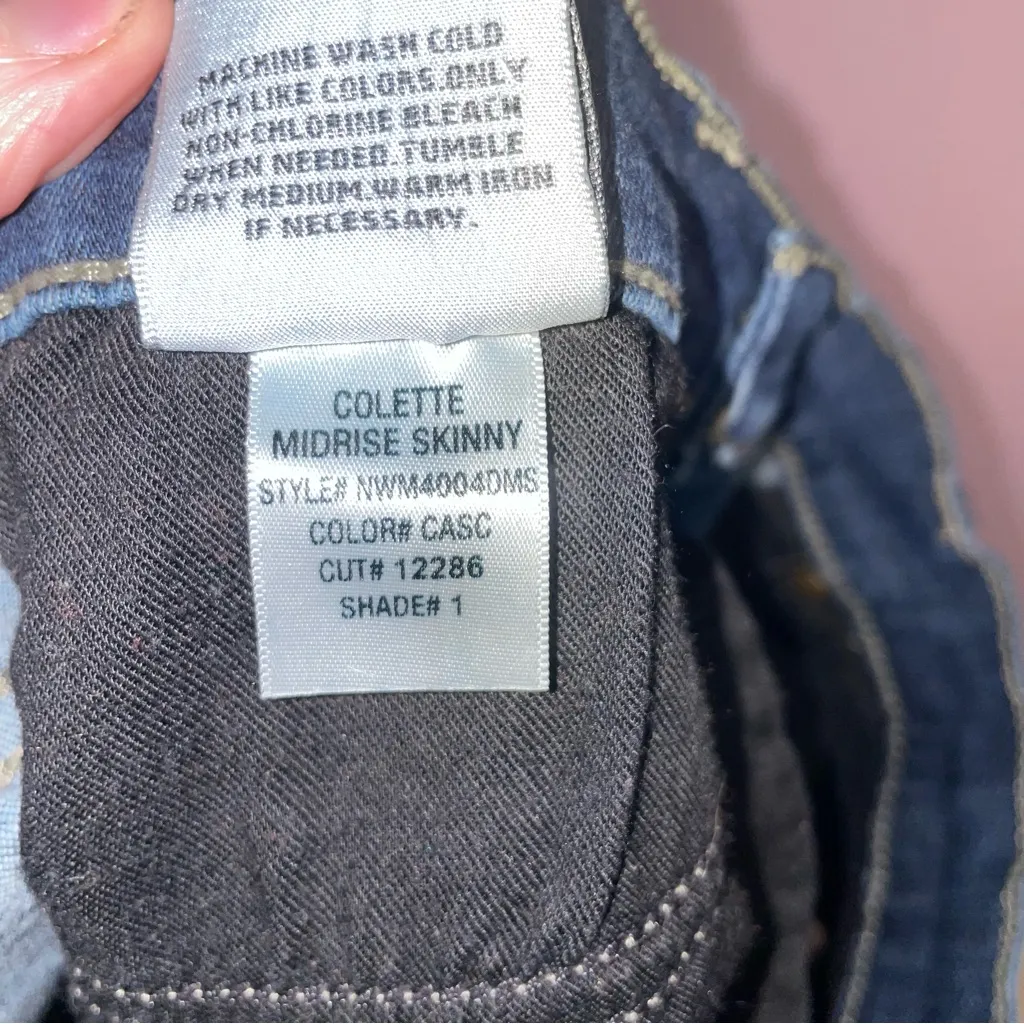 MACHINE WASH COLD
WITH LIKE COLORS.ONLY
NON-CHLORINE BLEACH
WHEN NEEDED.TUMBLE
DRY MEDIUM.WARM IRON
IF NECESSARY.
COLETTE
MIDRISE SKINNY
STYLE# NWM4004DMS
COLOR# CASC
CUT# 12286
SHADE# 1